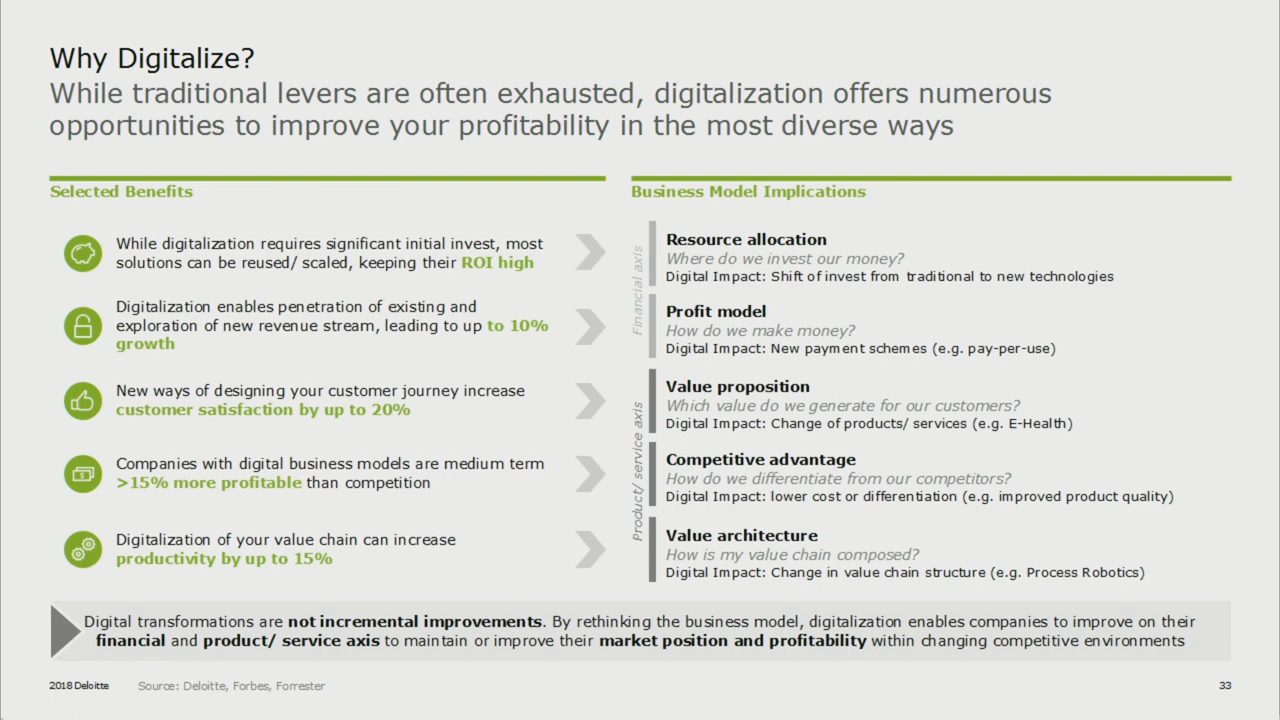 Why Digitalize?
While traditional levers are often exhausted, digitalization offers numerous
opportunities to improve your profitability in the most diverse ways
Selected Benefits
While digitalization requires significant initial invest, most
solutions can be reused/ scaled, keeping their ROI high
Digitalization enables penetration of existing and
exploration of new revenue stream, leading to up to 10%
growth
New ways of designing your customer journey increase
customer satisfaction by up to 20%
Companies with digital business models are medium term
>15% more profitable than competition
Digitalization of your value chain can increase
productivity by up to 15%
Business Model Implications
Financial axis
Resource allocation
Where do we invest our money?
Digital Impact: Shift of invest from traditional to new technologies
Profit model
How do we make money?
Digital Impact: New payment schemes (e.g. pay-per-use)
Product/ service axis
Value proposition
Which value do we generate for our customers?
Digital Impact: Change of products/ services (e.g. E-Health)
Competitive advantage
How do we differentiate from our competitors?
Digital Impact: lower cost or differentiation (e.g. improved product quality)
Value architecture
How is my value chain composed?
Digital Impact: Change in value chain structure (e.g. Process Robotics)
Digital transformations are not incremental improvements. By rethinking the business model, digitalization enables companies to improve on their
financial and product/ service axis to maintain or improve their market position and profitability within changing competitive environments
2018 Deloitte
Source: Deloitte, Forbes, Forrester
33